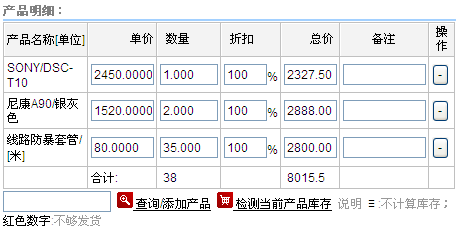 产品明细：
产品名称[单位] 单价 数量 折扣 总价 备注 操作
SONY/DSC-T10 2450.0000 1.000 100 % 2327.50 -
尼康A90/银灰色 1520.0000 2.000 100 % 2888.00 -
线路防暴套管/[米] 80.0000 35.000 100 % 2800.00 -
合计: 38 8015.5
查询/添加产品 检测当前产品库存 说明 ≡:不计算库存；
红色数字:不够发货